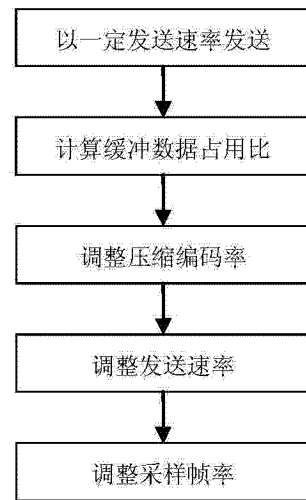 以一定发送速率发送
计算缓冲数据占用比
调整压缩编码率
调整发送速率
调整采样帧率